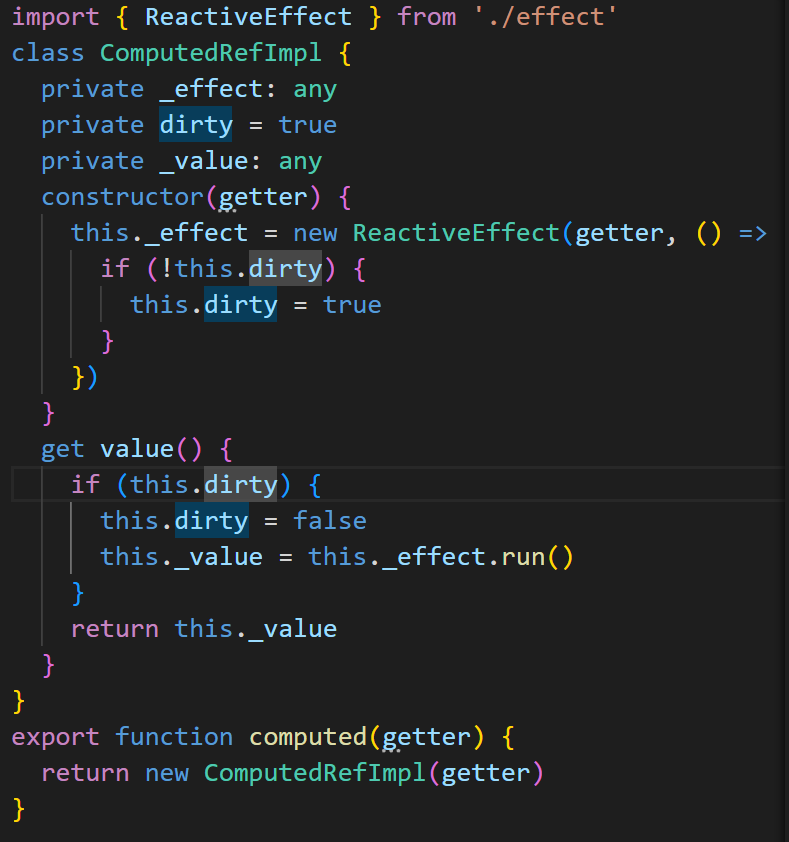 import { ReactiveEffect } from './effect'
class ComputedRefImpl {
  private _effect: any
  private dirty = true
  private _value: any
  constructor(getter) {
    this._effect = new ReactiveEffect(getter, () =>
      if (!this.dirty) {
        this.dirty = true
      }
    })
  }
  get value() {
    if (this.dirty) {
      this.dirty = false
      this._value = this._effect.run()
    }
    return this._value
  }
}
export function computed(getter) {
  return new ComputedRefImpl(getter)
}